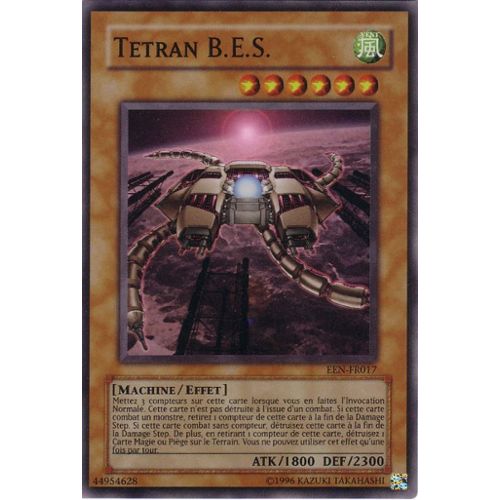 TETRAN B.E.S.
VENT
風
EEN-FR017
[MACHINE / EFFET]
Mettez 3 compteurs sur cette carte lorsque vous en faites l'Invocation
Normale. Cette carte n'est pas détruite à l'issue d'un combat. Si cette carte
combat un monstre, retirez 1 compteur de cette carte à la fin de la Damage
Step. Si cette carte combat sans compteur, détruisez cette carte à la fin de
la Damage Step. De plus, en retirant 1 compteur de cette carte, détruisez 1
Carte Magie ou Piège sur le Terrain. Vous ne pouvez utiliser cet effet qu'une
fois par tour.
ATK/1800 DEF/2300
44954628 ©1996 KAZUKI TAKAHASHI